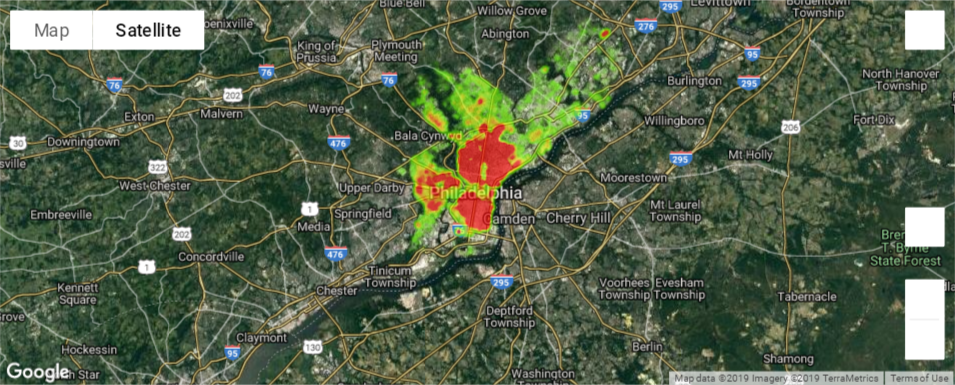 Blue Bell
Willow Grove
295
Levittown
Bordentown
Township
Map
Satellite
Abington
276
King of
Prussia
Plymouth
Meeting
95
76
76
76
202
Burlington
295
North Hanover
Township
Exton
Malvern
Wayne
95
Willingboro
Fort Dix
30
Downingtown
476
Bala Cynwyd
206
322
295
Mt Holly
West Chester
Upper Darby
Philadelphia
Moorestown
Embreeville
1
Springfield
Camden
Cherry Hill
Mt Laurel
Township
202
Media
Concordville
476
State Forest
1
Tinicum
Township
Kennett
Square
Chester
295
Voorhees
Township
Evesham
Township
Tabernacle
Deptford
Township
Claymont
130
Hockessin
95
Berlin
Shamong
Google
Washington
Map data ©2019 Imagery ©2019 TerraMetrics
Terms of Use